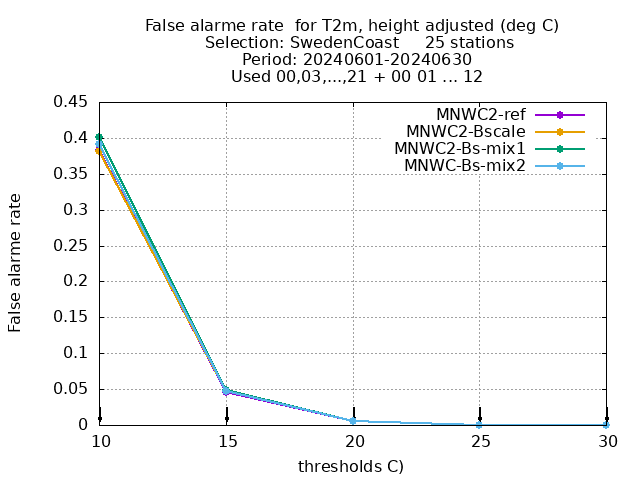 False alarme rate  for T2m, height adjusted (deg C)
Selection: SwedenCoast     25 stations
Period: 20240601-20240630
Used 00,03,...,21 + 00 01 ... 12
MNWC2-ref
MNWC2-Bscale
MNWC2-Bs-mix1
MNWC-Bs-mix2
False alarme rate
0.45
0.4
0.35
0.3
0.25
0.2
0.15
0.1
0.05
0
10 15 20 25 30
thresholds C)